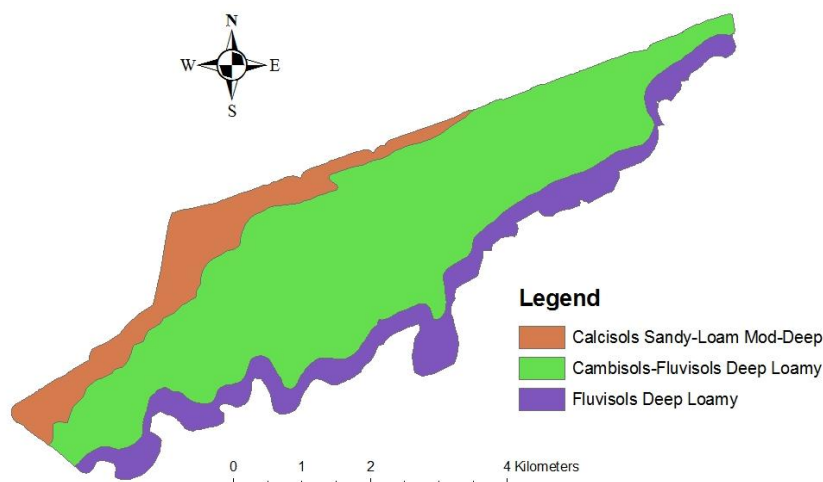 N
W E
S
Legend
Calcisols Sandy-Loam Mod-Deep
Cambisols-Fluvisols Deep Loamy
Fluvisols Deep Loamy
0 1 2 4 Kilometers